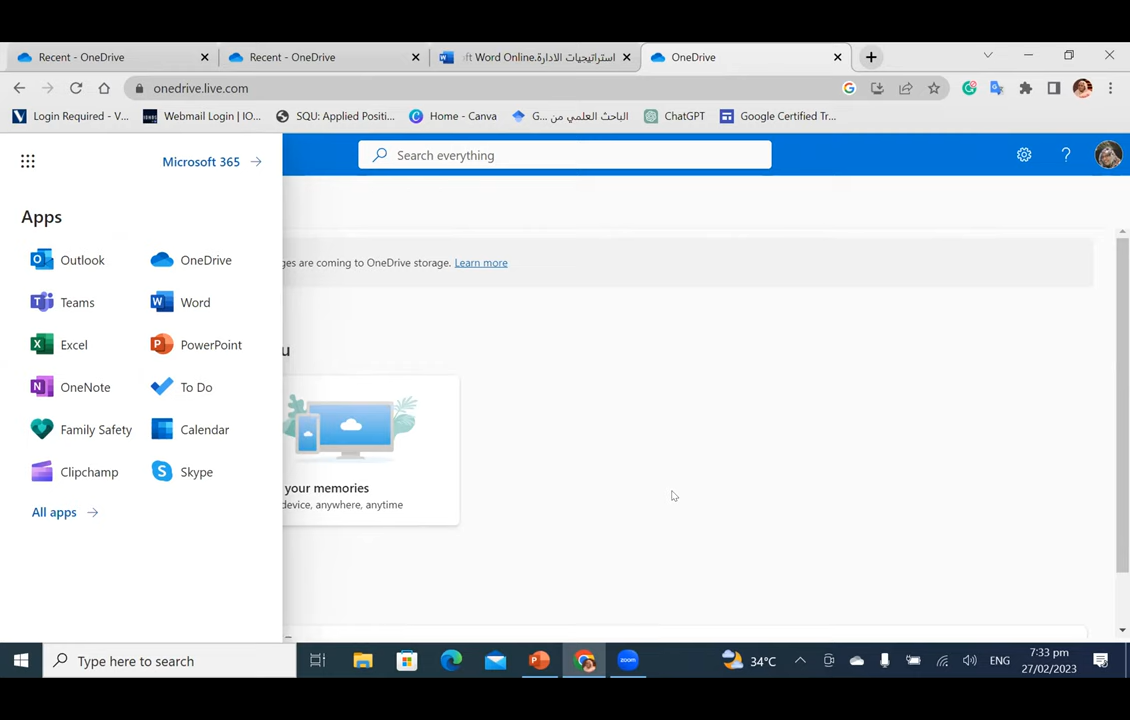 Recent - OneDrive
Recent - OneDrive
استراتيجيات الادارة.ft Word Online
OneDrive
onedrive.live.com
Login Required - V...
Webmail Login | IO...
SQU: Applied Positi...
Home - Canva
الباحث العلمي من G...
ChatGPT
Google Certified Tr...
Microsoft 365
Search everything
Apps
Outlook
OneDrive
Teams
Word
Excel
PowerPoint
OneNote
To Do
Family Safety
Calendar
Clipchamp
Skype
All apps
ges are coming to OneDrive storage. Learn more
u
your memories
device, anywhere, anytime
Type here to search
zoom
34°C
ENG
7:33 pm
27/02/2023